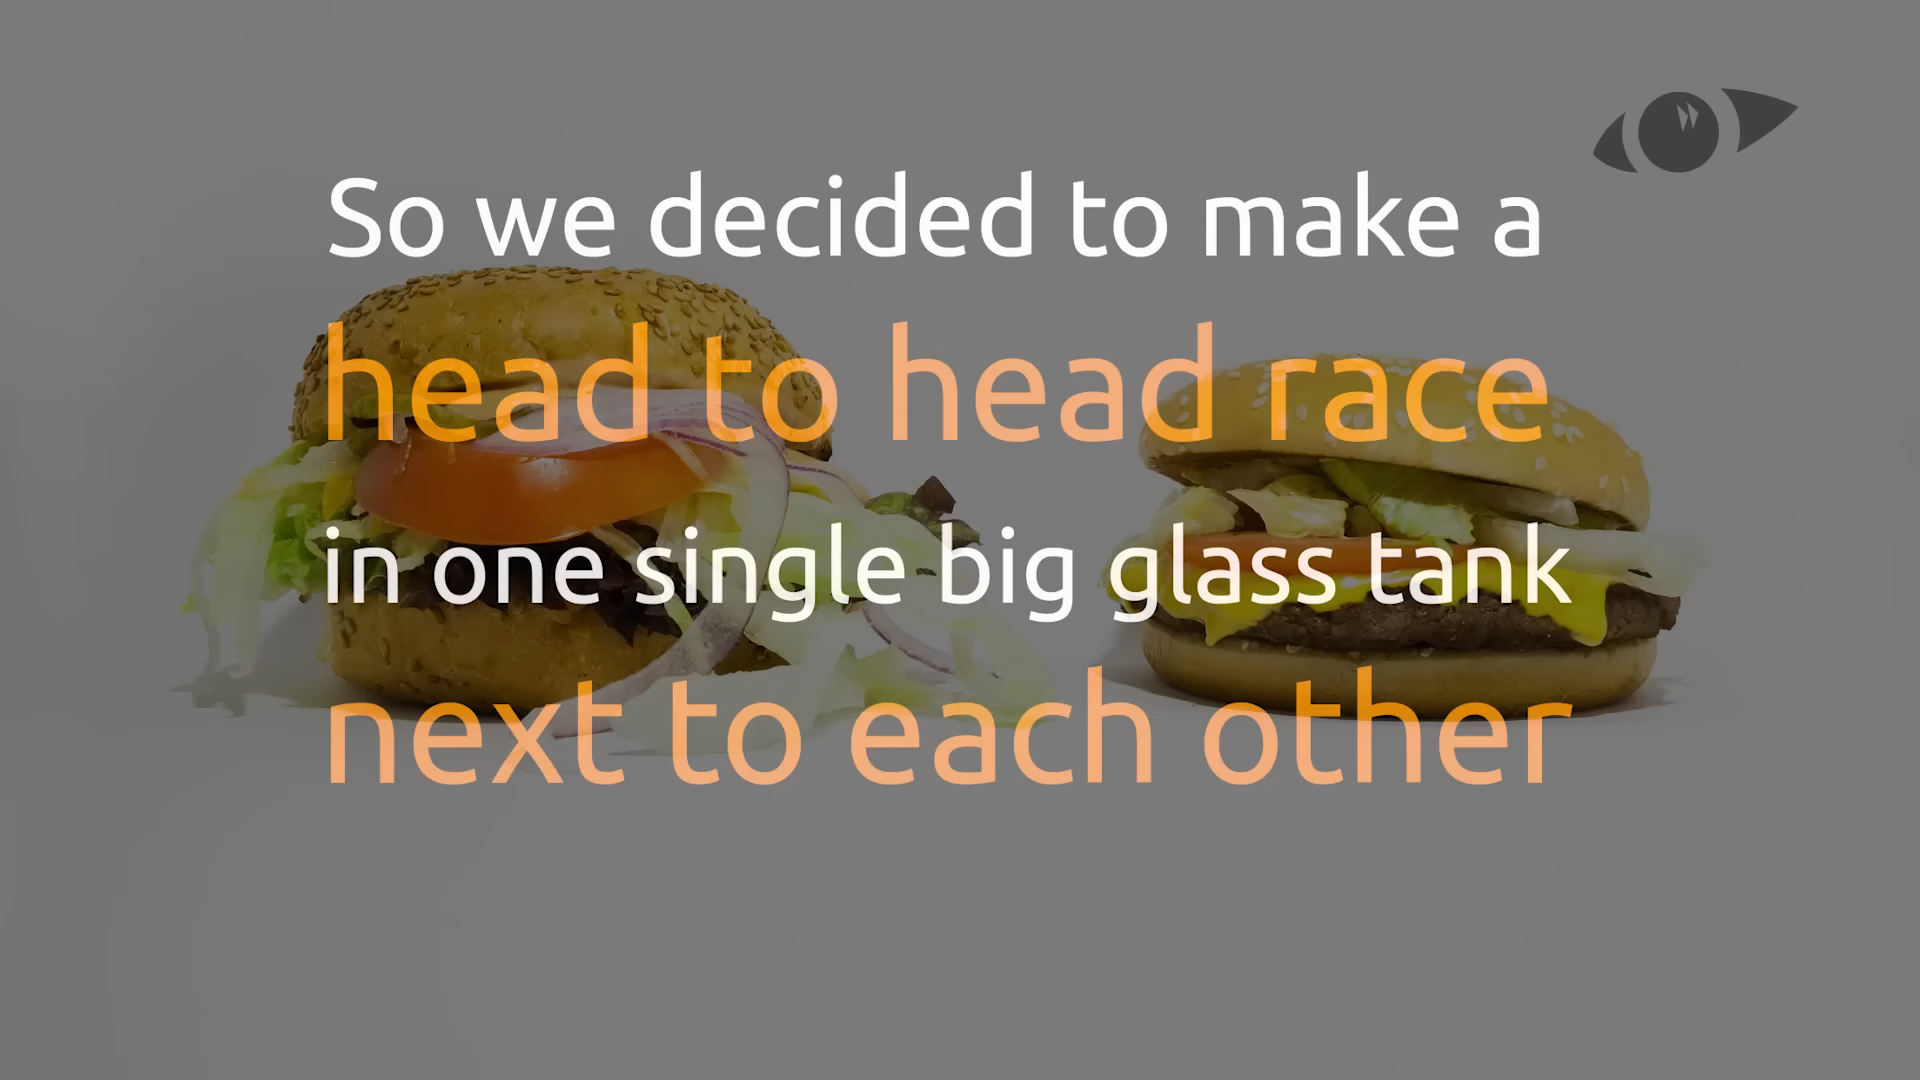 So we decided to make a
head to head race
in one single big glass tank
next to each other